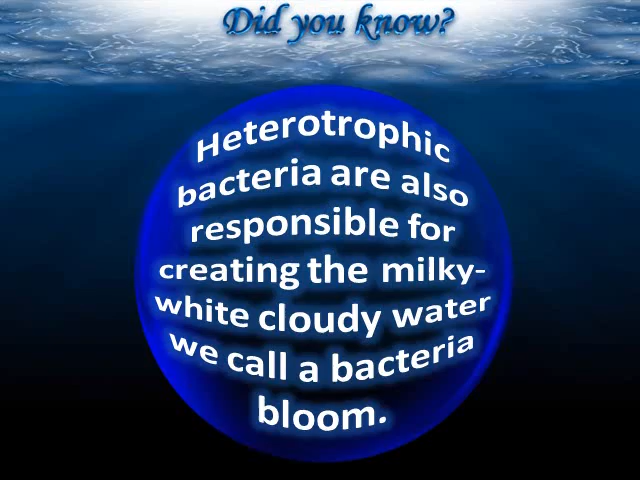 Did you know?
Heterotrophic
bacteria are also
responsible for
creating the milky-
white cloudy water
we call a bacteria
bloom.